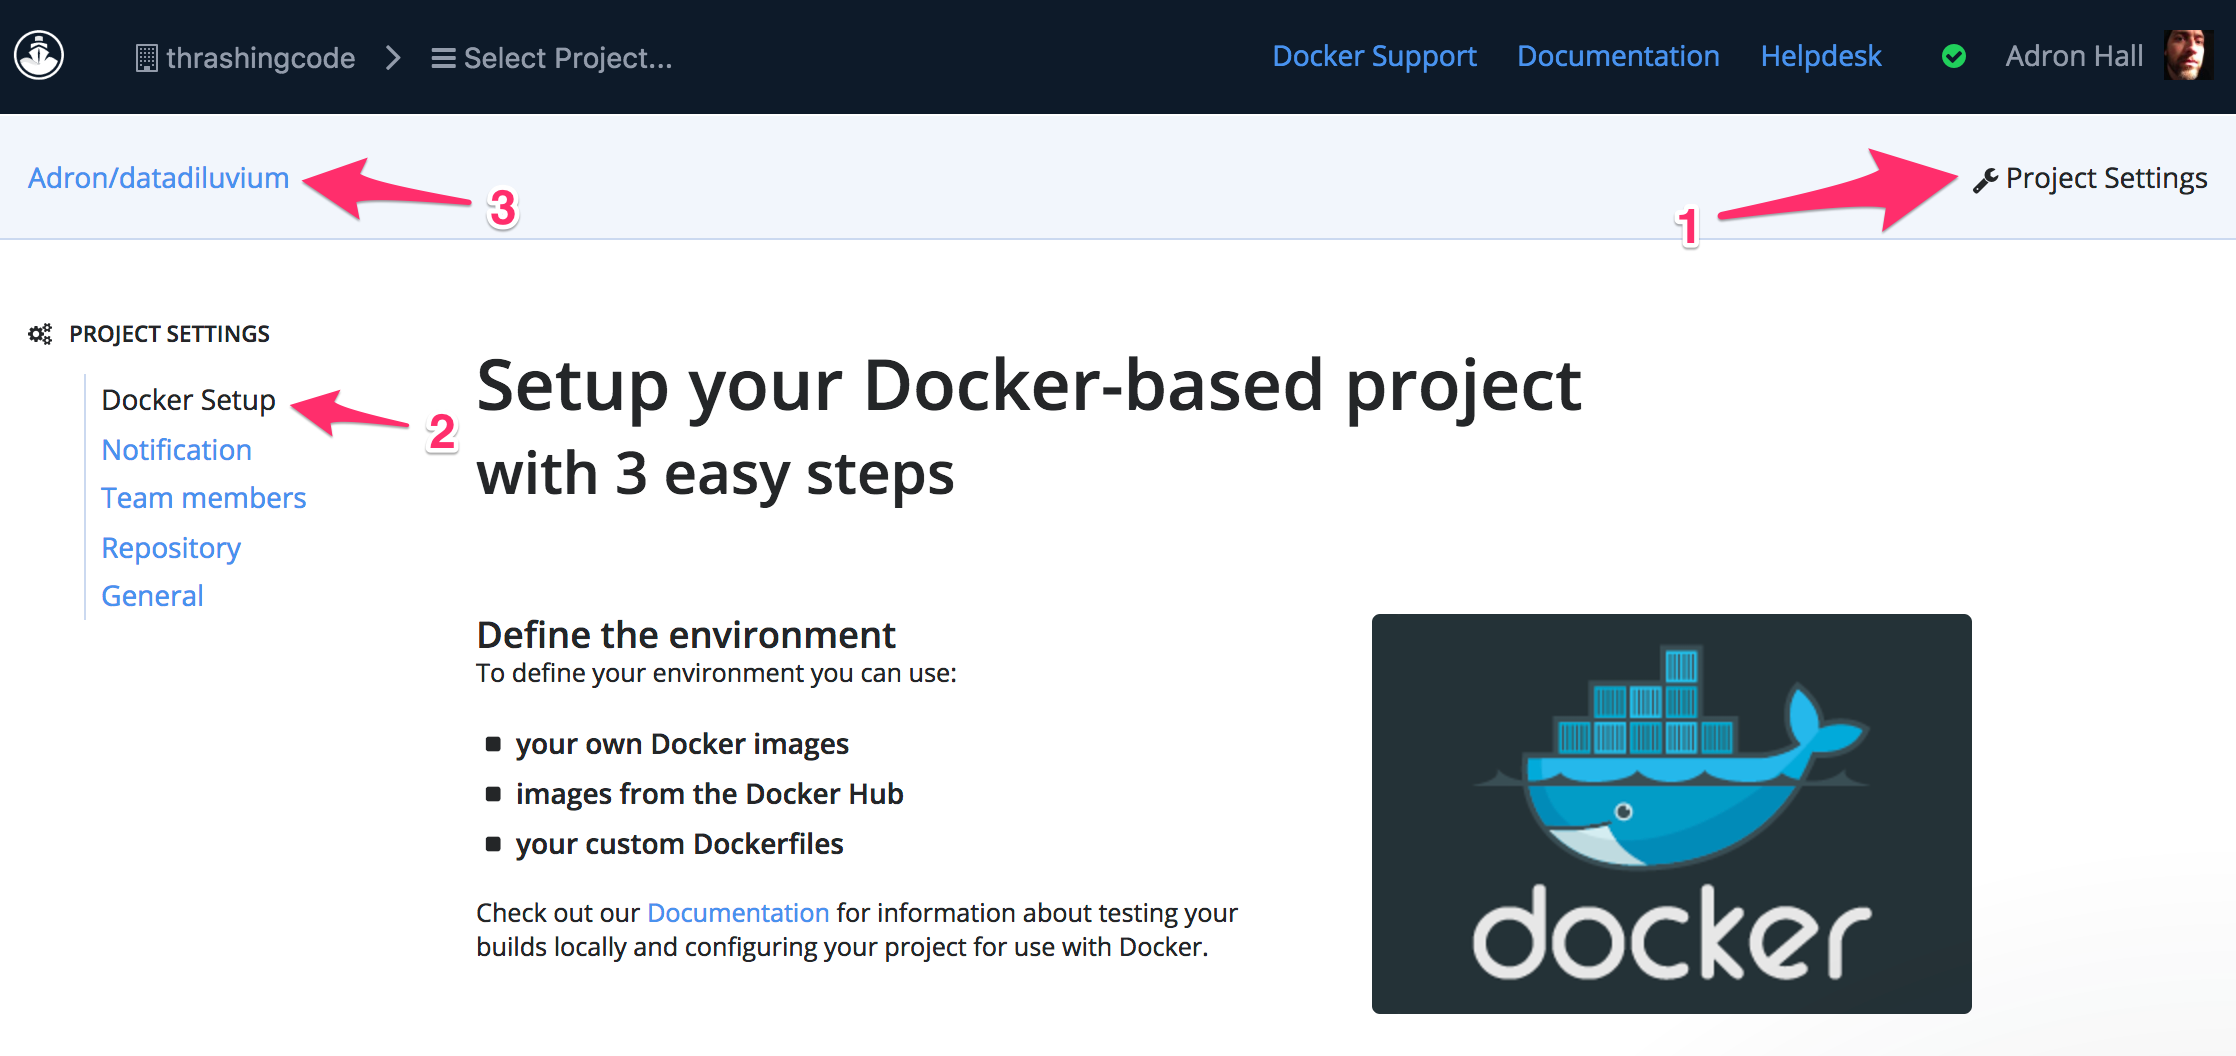 thrashingcode
Select Project...
Docker Support
Documentation
Helpdesk
Adron Hall
Adron/datadiluvium
3
1
Project Settings
PROJECT SETTINGS
Docker Setup
2
Notification
Team members
Repository
General
Setup your Docker-based project
with 3 easy steps
Define the environment
To define your environment you can use:
your own Docker images
images from the Docker Hub
your custom Dockerfiles
Check out our Documentation for information about testing your
builds locally and configuring your project for use with Docker.
docker